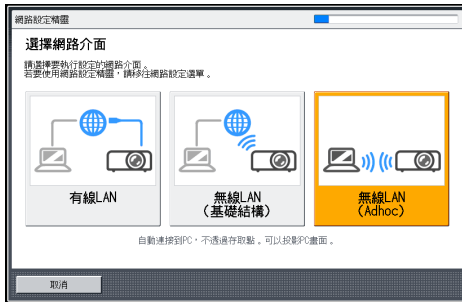 網路設定精靈
選擇網路介面
請選擇要執行設定的網路介面。
若要使用網路設定精靈，請移往網路設定選單。
有線LAN
無線LAN
（基礎結構）
無線LAN
(Adhoc)
自動連接到PC，不透過存取點。可以投影PC畫面。
取消